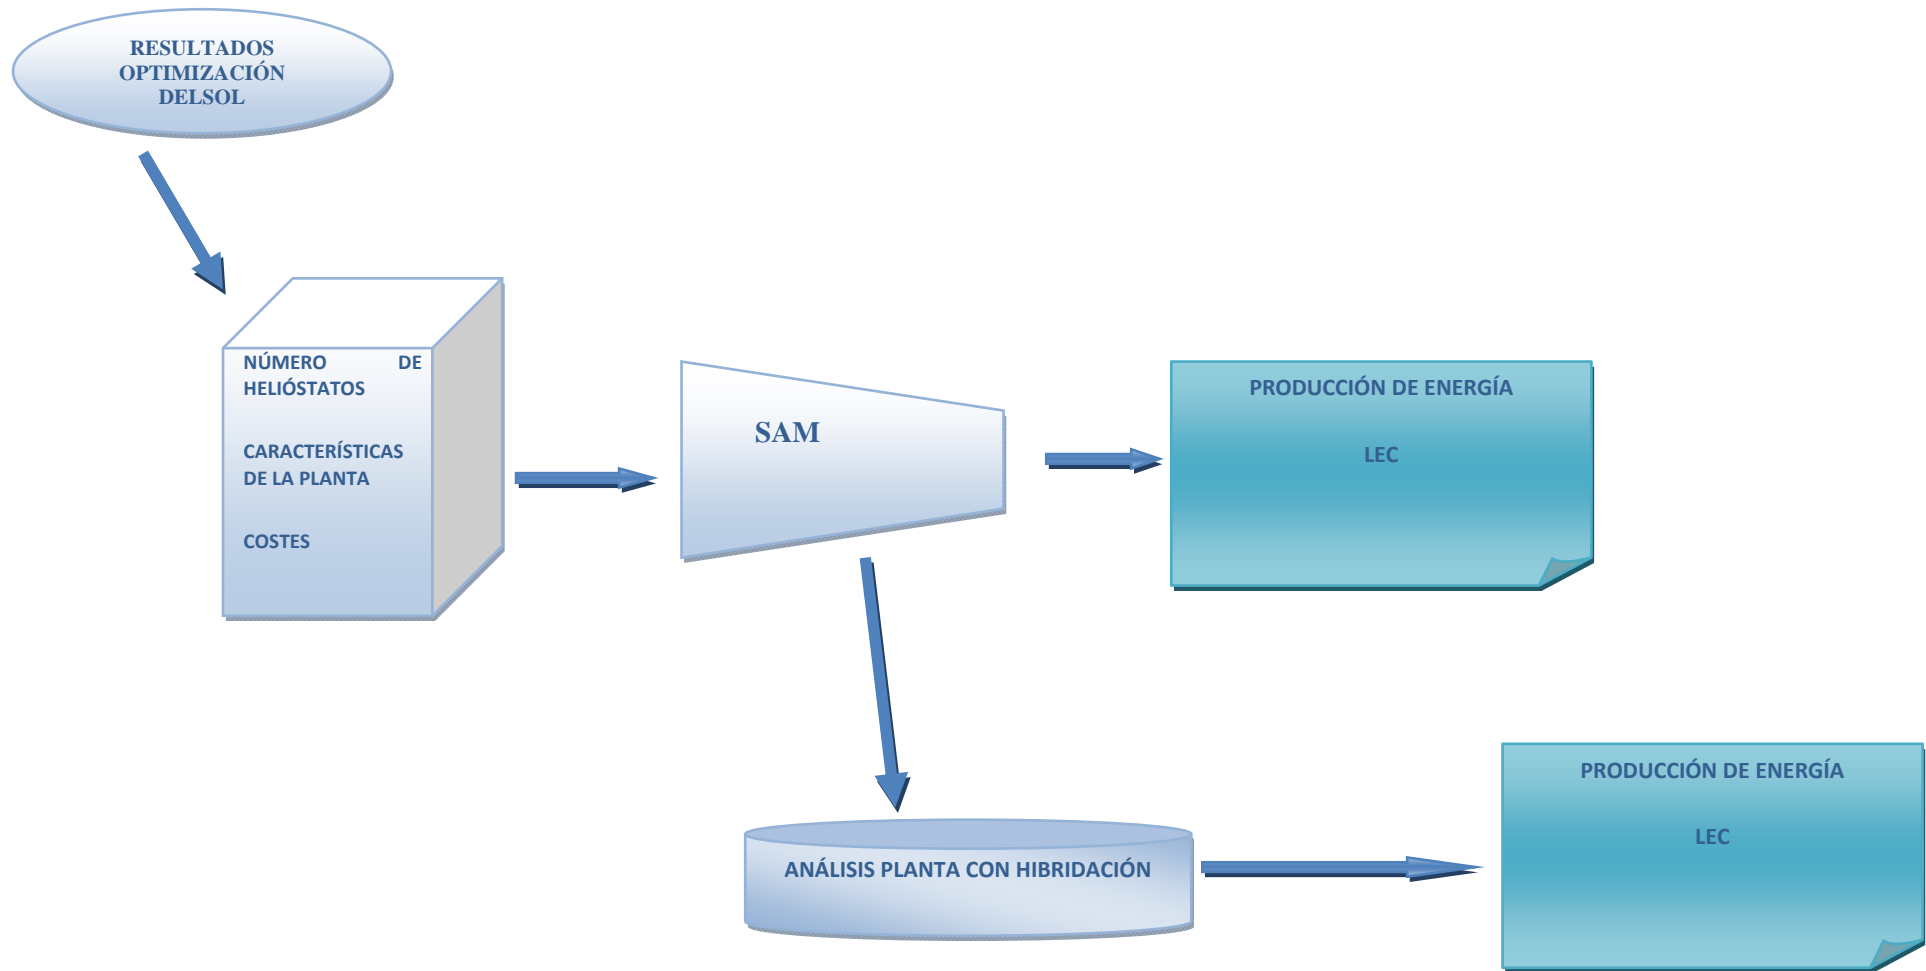 RESULTADOS
OPTIMIZACIÓN
DELSOL
NÚMERO DE
HELIÓSTATOS
CARACTERÍSTICAS
DE LA PLANTA
COSTES
SAM
PRODUCCIÓN DE ENERGÍA
LEC
ANÁLISIS PLANTA CON HIBRIDACIÓN
PRODUCCIÓN DE ENERGÍA
LEC